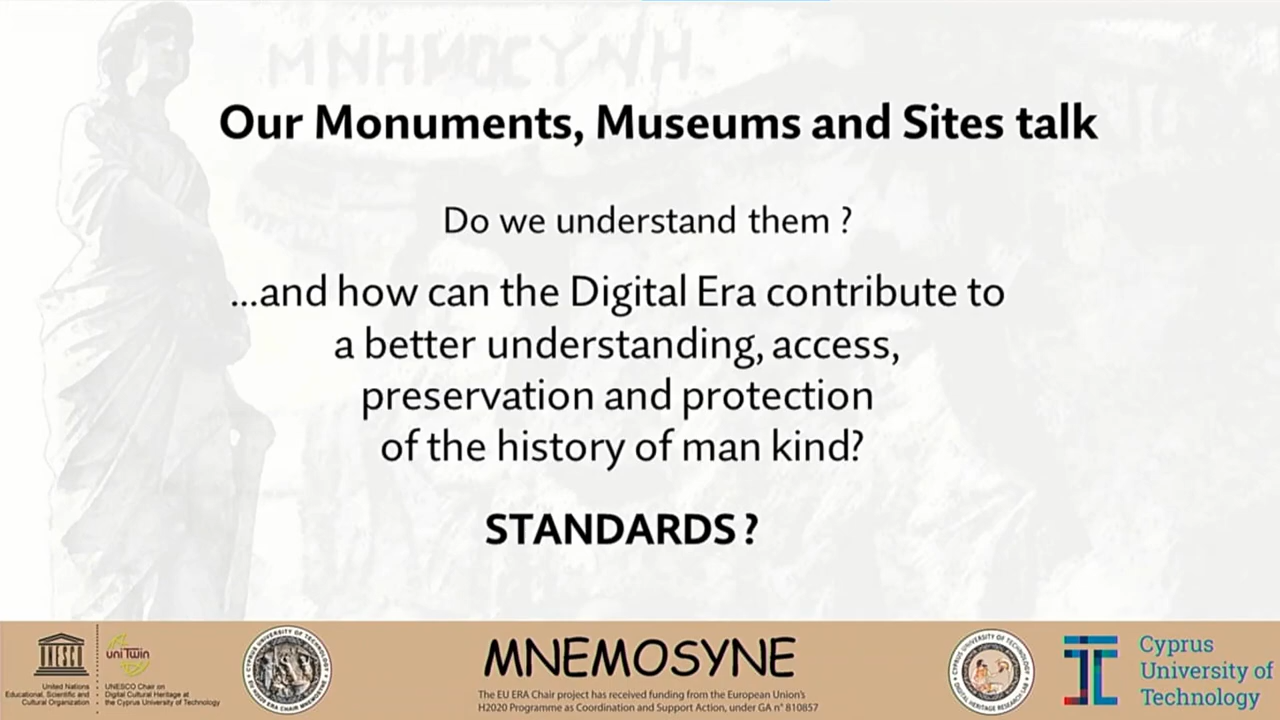 ΜΝΗΜΟCΥΝΗ
Our Monuments, Museums and Sites talk
Do we understand them ?
...and how can the Digital Era contribute to
a better understanding, access,
preservation and protection
of the history of man kind?
STANDARDS ?
UNESCO
United Nations
Educational, Scientific and
Cultural Organization
uniTwin
UNESCO Chair on
Digital Cultural Heritage at
the Cyprus University of Technology
MNEMOSYNE
The EU ERA Chair project has received funding from the European Union's
H2020 Programme as Coordination and Support Action, under GA n° 810857
Cyprus
University of
Technology